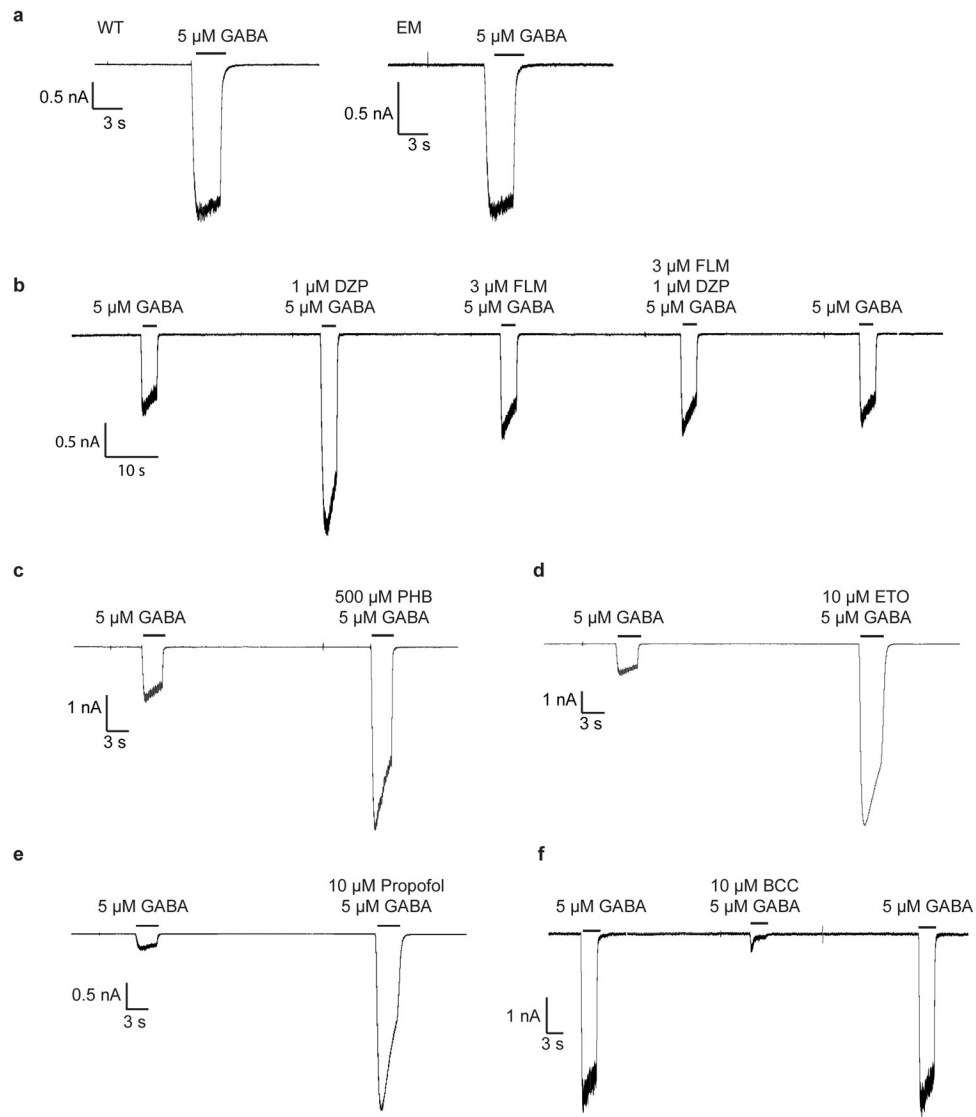 a
WT
5 µM GABA
0.5 nA
3 s
EM
5 µM GABA
0.5 nA
3 s
b
5 µM GABA
1 µM DZP
5 µM GABA
3 µM FLM
5 µM GABA
3 µM FLM
1 µM DZP
5 µM GABA
5 µM GABA
0.5 nA
10 s
c
5 µM GABA
500 µM PHB
5 µM GABA
1 nA
3 s
d
5 µM GABA
10 µM ETO
5 µM GABA
1 nA
3 s
e
5 µM GABA
10 µM Propofol
5 µM GABA
0.5 nA
3 s
f
5 µM GABA
10 µM BCC
5 µM GABA
5 µM GABA
1 nA
3 s